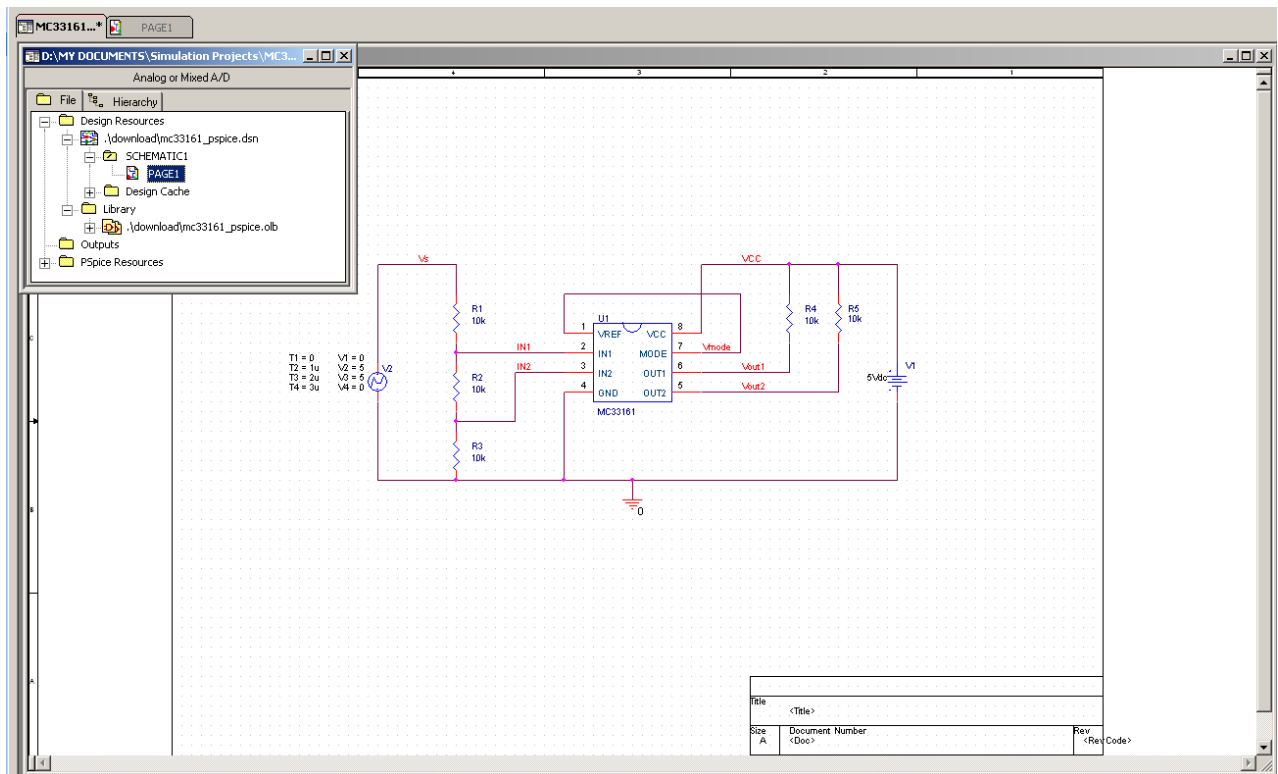 MC33161...*
PAGE1
D:\MY DOCUMENTS\Simulation Projects\MC3...
Analog or Mixed A/D
File
Hierarchy
Design Resources
.\download\mc33161_pspice.dsn
SCHEMATIC1
PAGE1
Design Cache
Library
.\download\mc33161_pspice.olb
Outputs
PSpice Resources
4
3
2
1
C
B
A
Vs
VCC
R1
10k
R2
10k
R3
10k
R4
10k
R5
10k
T1 = 0 V1 = 0
T2 = 1u V2 = 5
T3 = 2u V3 = 5
T4 = 3u V4 = 0
V2
IN1
IN2
U1
1 VREF VCC 8
2 IN1 MODE 7
3 IN2 OUT1 6
4 GND OUT2 5
MC33161
Vmode
Vout1
Vout2
5Vdc
V1
0
Title
<Title>
Size
A
Document Number
<Doc>
Rev
<RevCode>